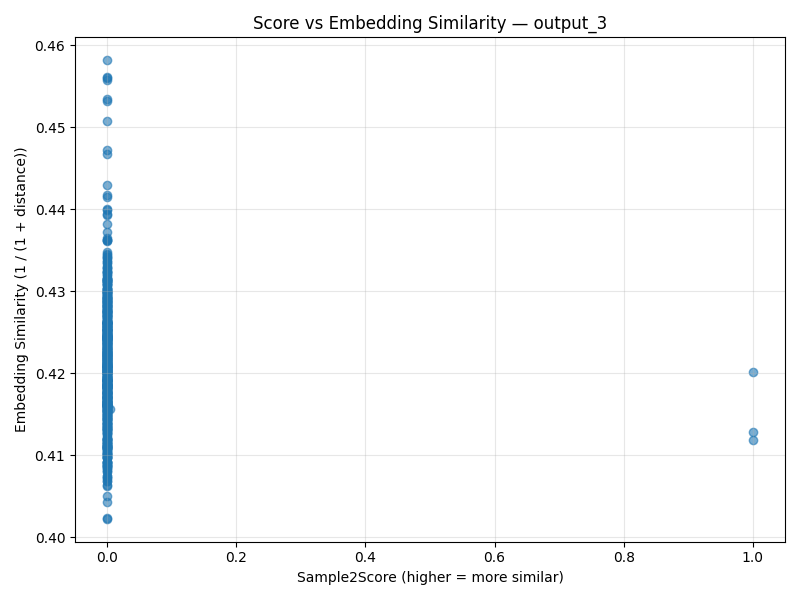 Score vs Embedding Similarity — output_3
0.46
0.45
0.44
0.43
0.42
0.41
0.40
Embedding Similarity (1 / (1 + distance))
0.0 0.2 0.4 0.6 0.8 1.0
Sample2Score (higher = more similar)